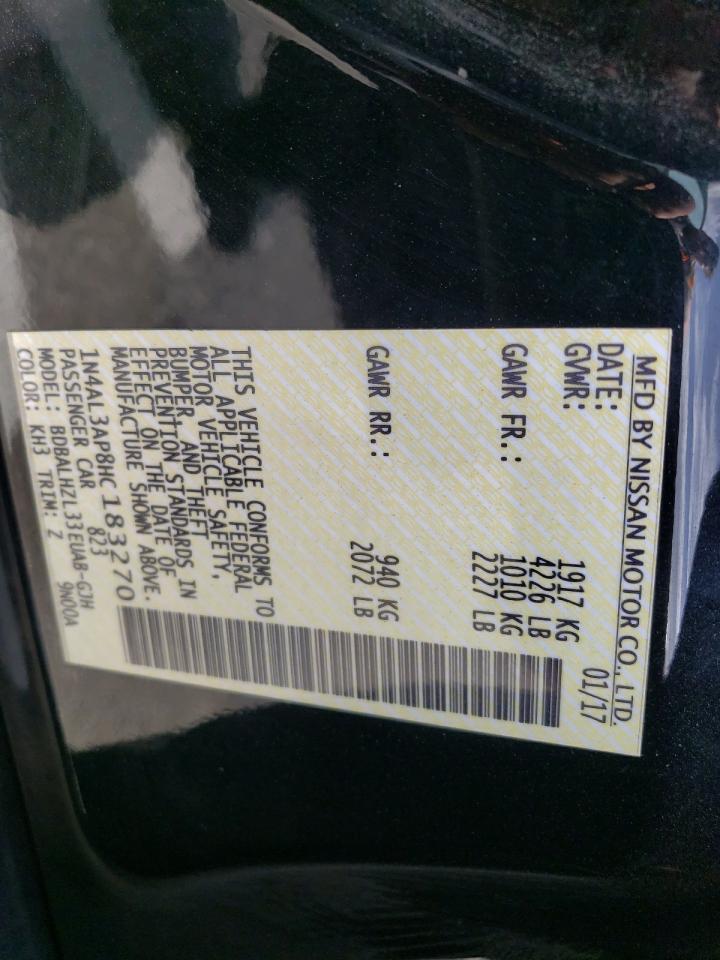 MFD BY NISSAN MOTOR CO., LTD.
DATE: 01/17
GVWR: 1917 KG
4226 LB
GAWR FR.: 1010 KG
2227 LB
GAWR RR.: 940 KG
2072 LB
THIS VEHICLE CONFORMS TO
ALL APPLICABLE FEDERAL
MOTOR VEHICLE SAFETY,
BUMPER, AND THEFT
PREVENTION STANDARDS IN
EFFECT ON THE DATE OF
MANUFACTURE SHOWN ABOVE.
1N4AL3AP8HC183270
PASSENGER CAR 823
MODEL: BDBALHZL33EUA8-GJH
COLOR: KH3 TRIM: Z 9N00A